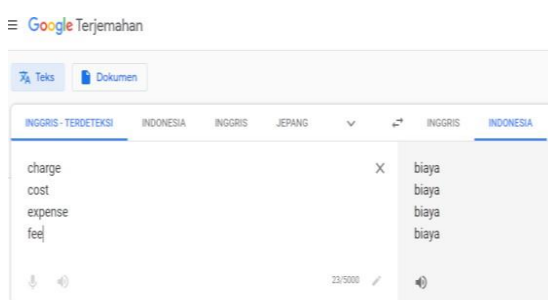 Google Terjemahan
Teks Dokumen
INGGRIS - TERDETEKSI INDONESIA INGGRIS JEPANG INGGRIS INDONESIA
charge X biaya
cost biaya
expense biaya
fee biaya
23/5000